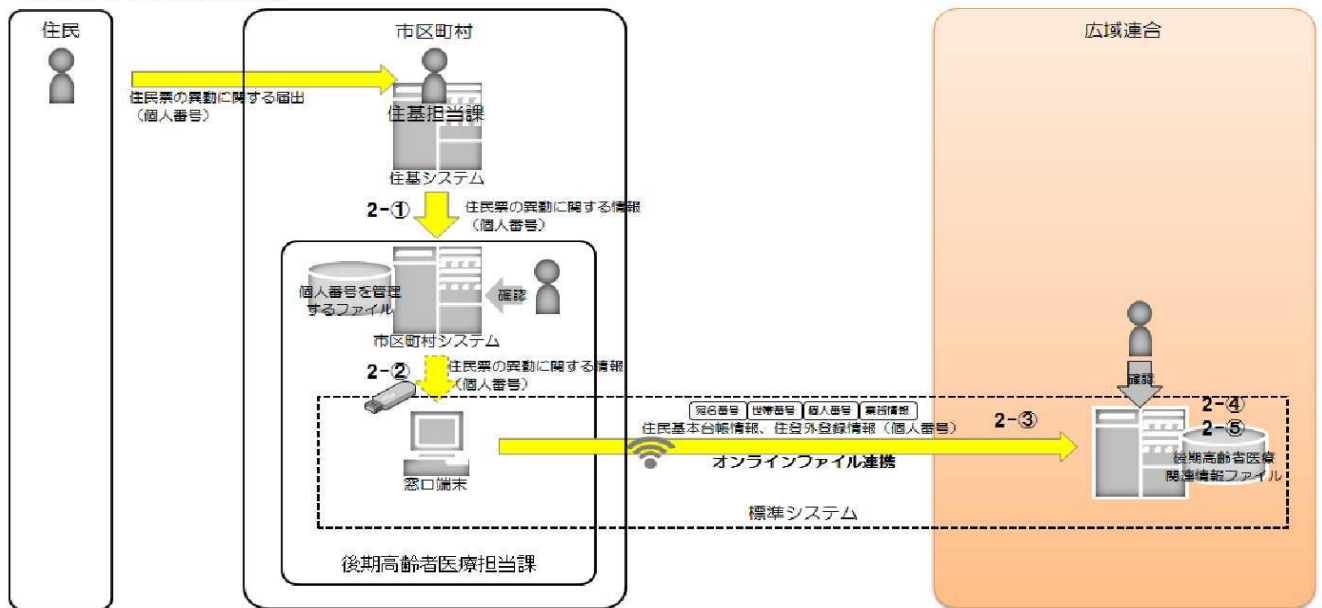 住民
市区町村
広域連合
住民票の異動に関する届出
（個人番号）
住基担当課
住基システム
2-①
住民票の異動に関する情報
（個人番号）
個人番号を管理
するファイル
確認
市区町村システム
2-②
住民票の異動に関する情報
（個人番号）
確認
宛名番号 世帯番号 個人番号 業務情報
住民基本台帳情報、住登外登録情報（個人番号）
2-③
2-④
2-⑤
オンラインファイル連携
後期高齢者医療
関連情報ファイル
窓口端末
標準システム
後期高齢者医療担当課